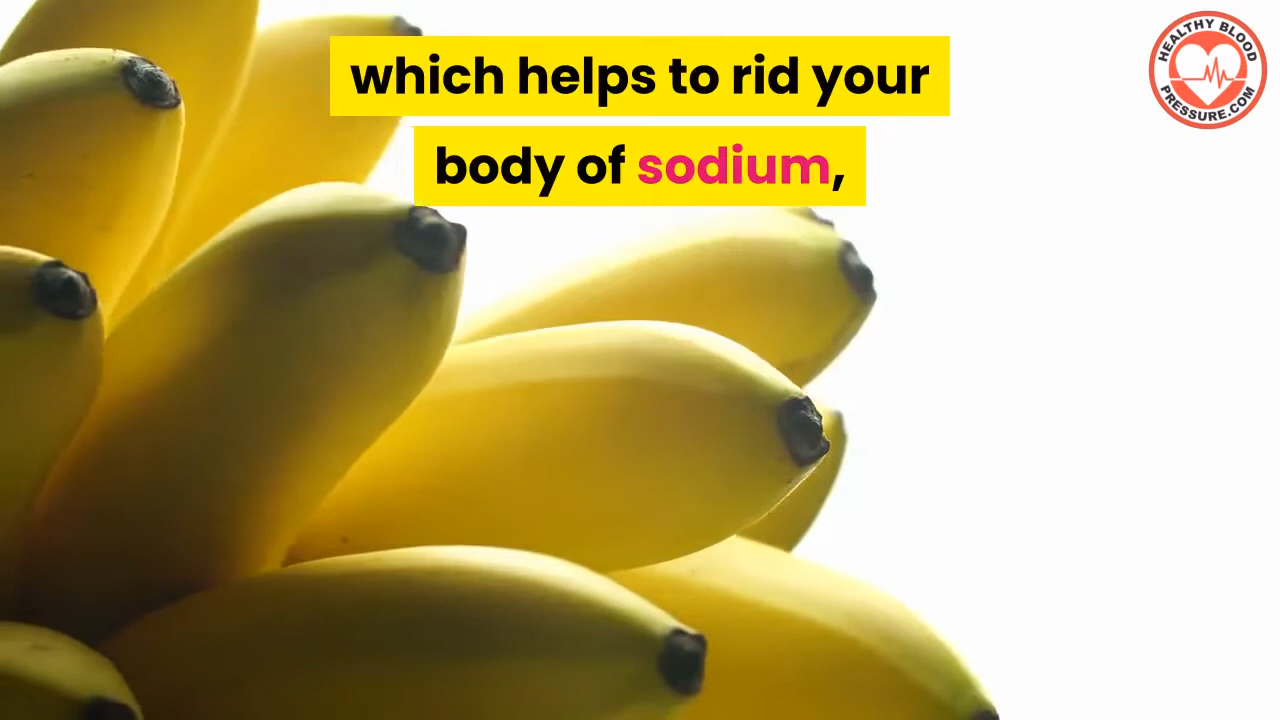 which helps to rid your
body of sodium,
HEALTHY BLOOD
PRESSURE.COM